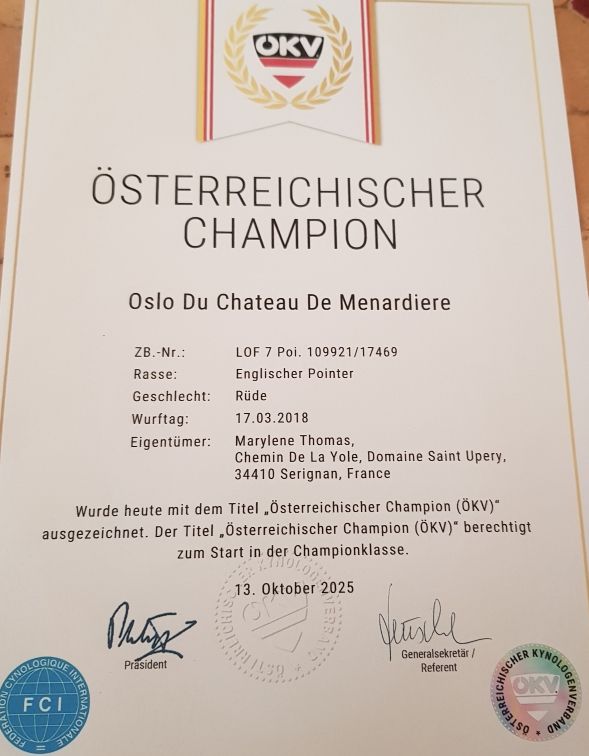 ÖKV
ÖSTERREICHISCHER
CHAMPION
Oslo Du Chateau De Menardiere
ZB.-Nr.: LOF 7 Poi. 109921/17469
Rasse: Englischer Pointer
Geschlecht: Rüde
Wurftag: 17.03.2018
Eigentümer: Marylene Thomas,
Chemin De La Yole, Domaine Saint Upery,
34410 Serignan, France
Wurde heute mit dem Titel „Österreichischer Champion (ÖKV)“
ausgezeichnet. Der Titel „Österreichischer Champion (ÖKV)“ berechtigt
zum Start in der Championklasse.
13. Oktober 2025
ÖSTERREICHISCHER KYNOLOGENVERBAND
ÖKV
Präsident
Generalsekretär /
Referent
FEDERATION CYNOLOGIQUE INTERNATIONALE
FCI
ÖSTERREICHISCHER KYNOLOGENVERBAND
ÖKV